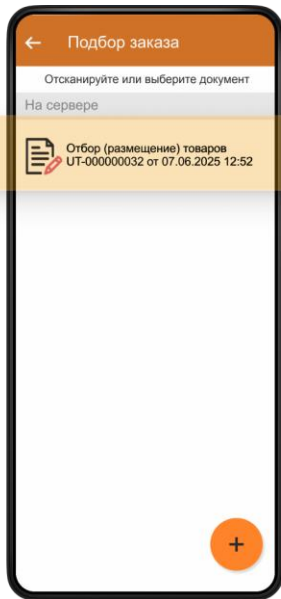 Подбор заказа
Отсканируйте или выберите документ
На сервере
Отбор (размещение) товаров
UT-000000032 от 07.06.2025 12:52
+